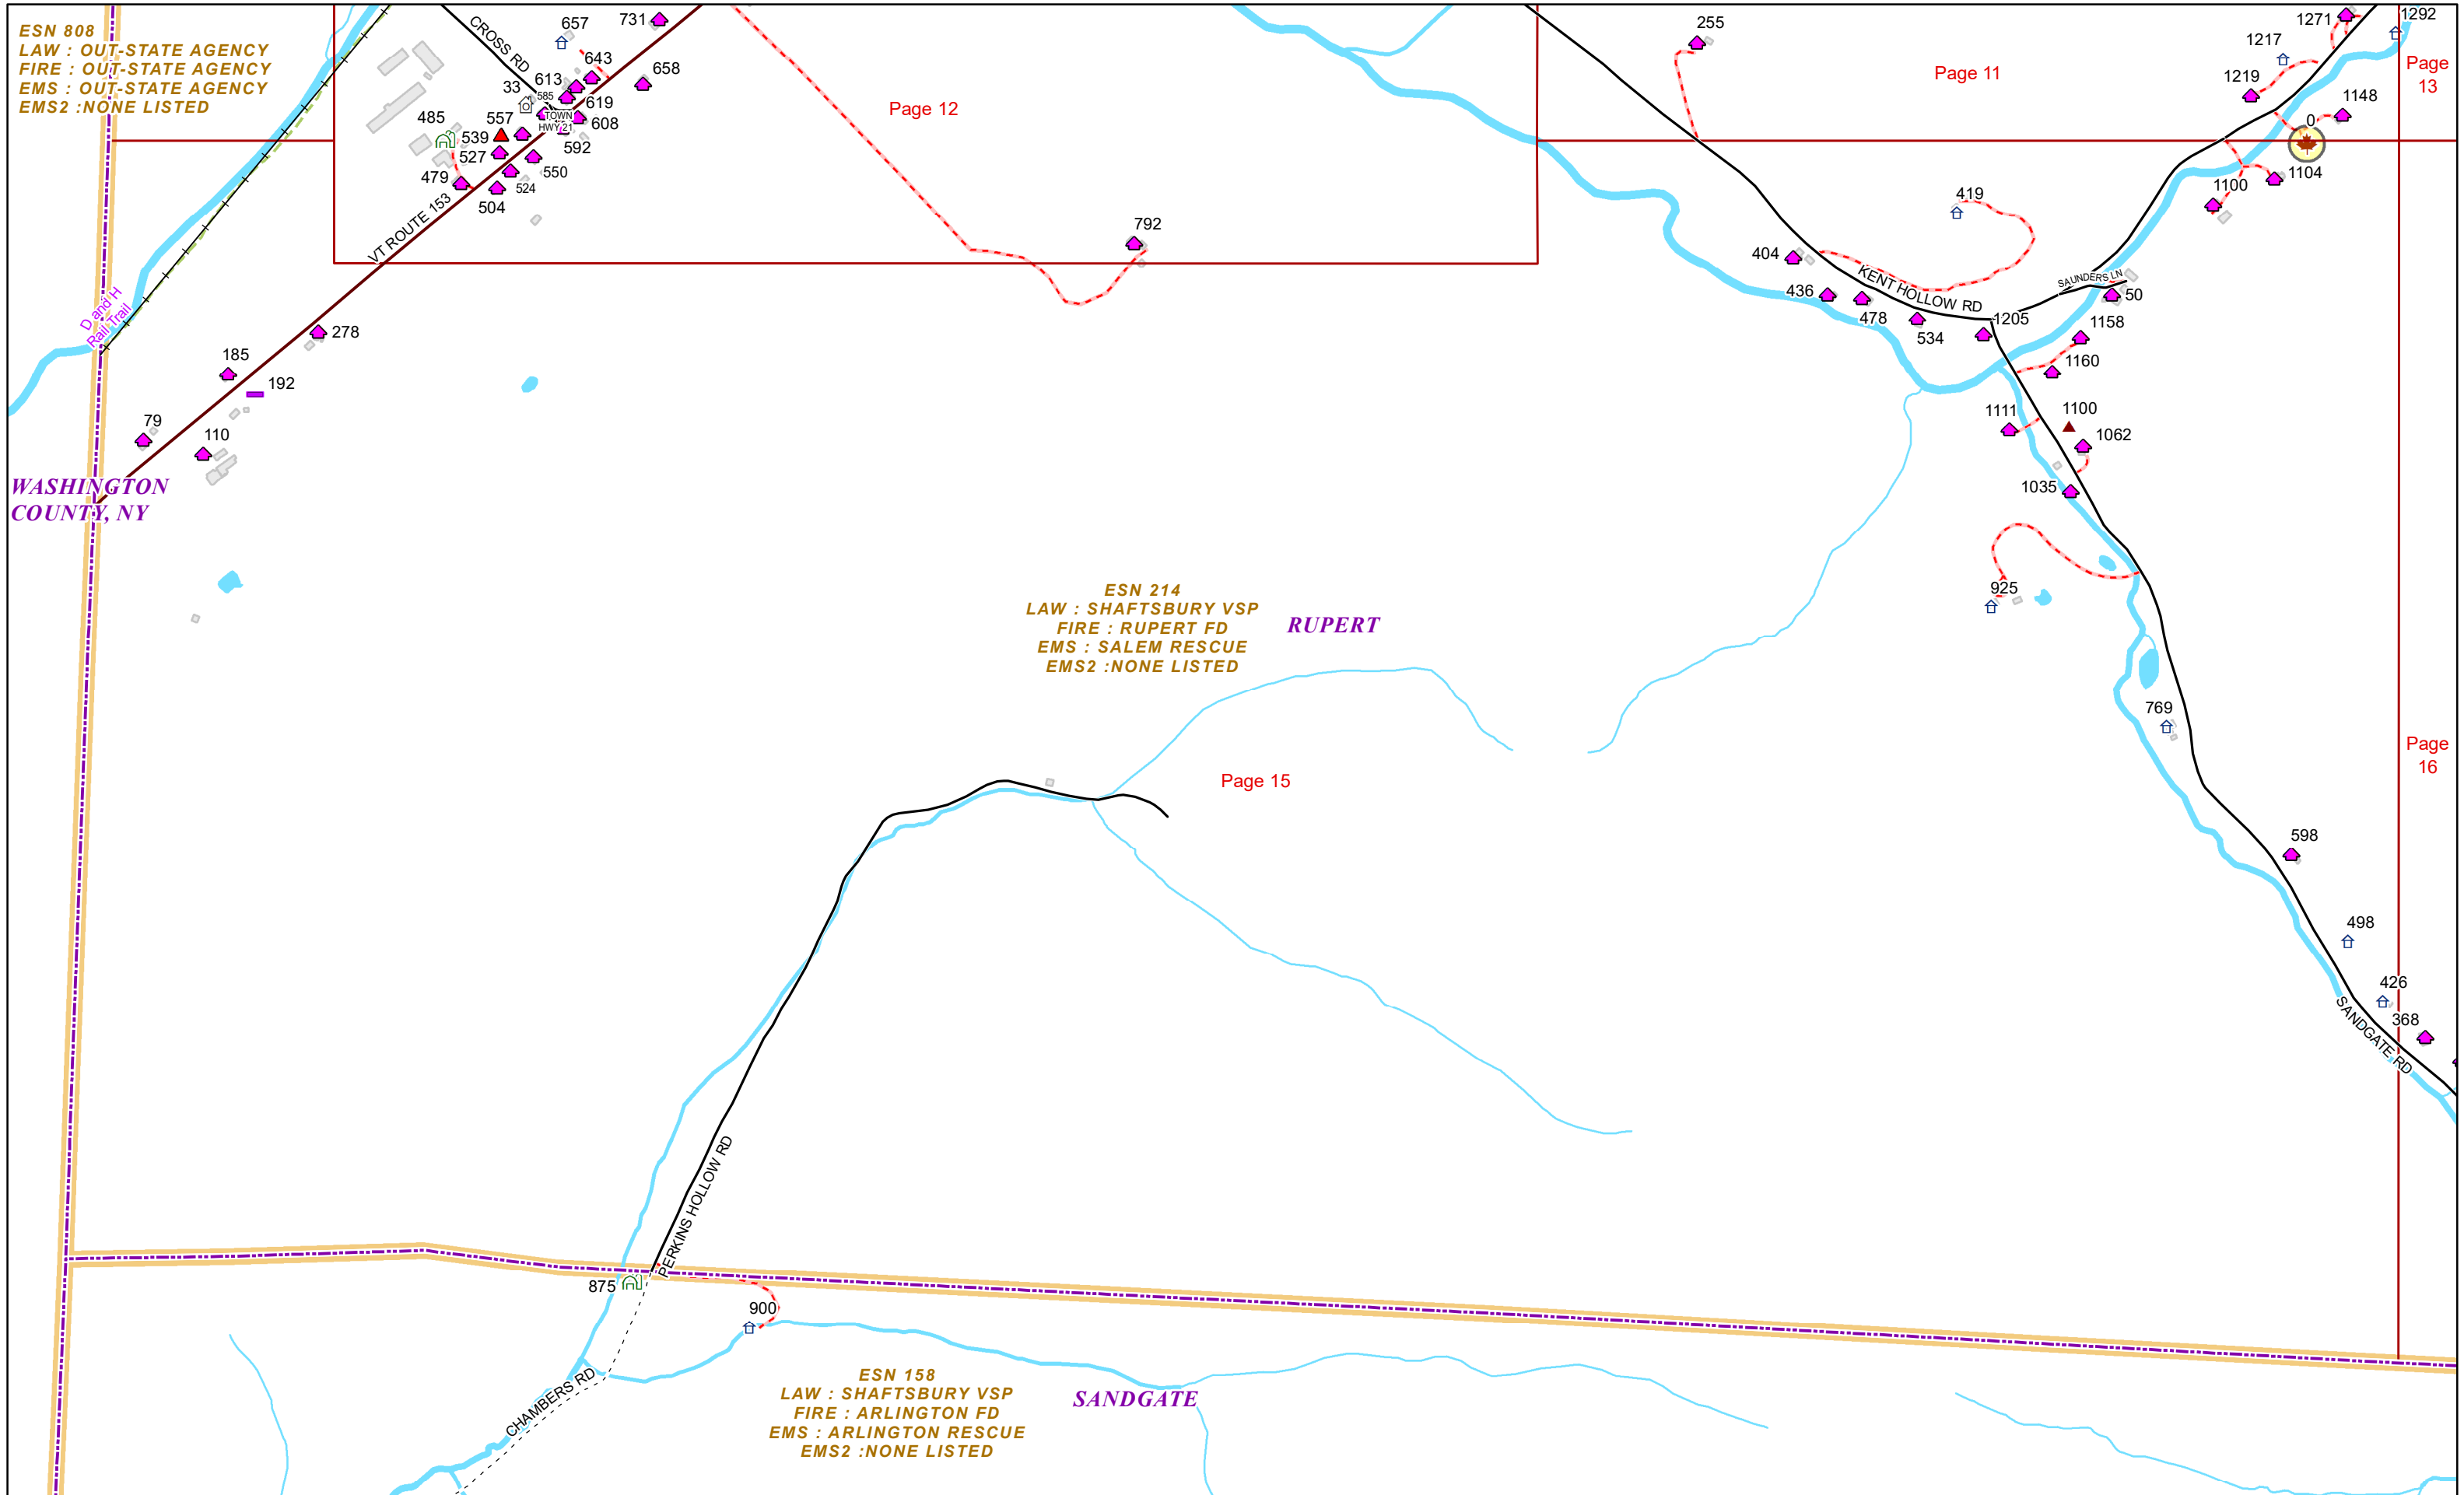 ESN 808
LAW : OUT-STATE AGENCY
FIRE : OUT-STATE AGENCY
EMS : OUT-STATE AGENCY
EMS2 :NONE LISTED
CROSS RD
657
731
643
613
658
33
585
619
485
557
TOWN
HWY 21
608
539
592
527
550
479
524
504
VT ROUTE 153
Page 12
792
255
Page 11
1271
1292
1217
Page
13
1219
1148
0
1104
1100
419
404
KENT HOLLOW RD
SAUNDERS LN
436
50
478
534
1205
1158
1160
D and H
Rail Trail
278
185
192
79
110
1111
1100
1062
WASHINGTON
COUNTY, NY
1035
925
ESN 214
LAW : SHAFTSBURY VSP
FIRE : RUPERT FD
EMS : SALEM RESCUE
EMS2 :NONE LISTED
RUPERT
769
Page
16
Page 15
598
498
426
368
SANDGATE RD
PERKINS HOLLOW RD
875
900
CHAMBERS RD
ESN 158
LAW : SHAFTSBURY VSP
FIRE : ARLINGTON FD
EMS : ARLINGTON RESCUE
EMS2 :NONE LISTED
SANDGATE